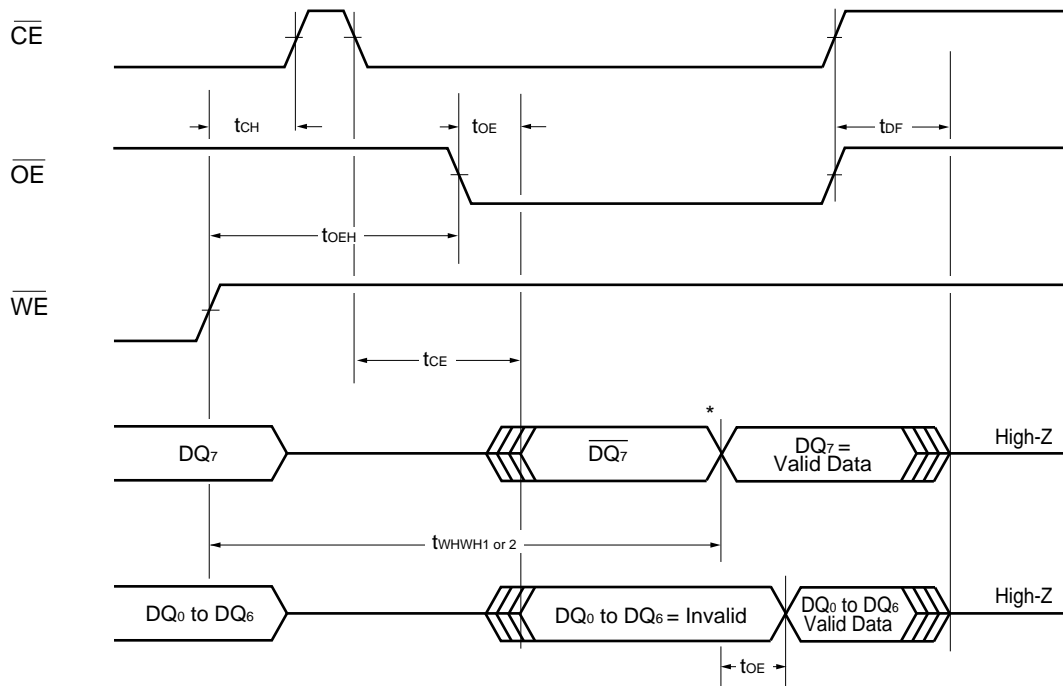 CE
tCH
tOE
tDF
OE
tOEH
WE
tCE
*
DQ7
DQ7
DQ7 =
Valid Data
High-Z
tWHWH1 or 2
DQ0 to DQ6
DQ0 to DQ6 = Invalid
DQ0 to DQ6
Valid Data
High-Z
tOE